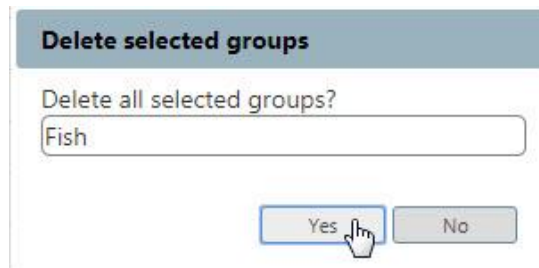 Delete selected groups
Delete all selected groups?
Fish
Yes No